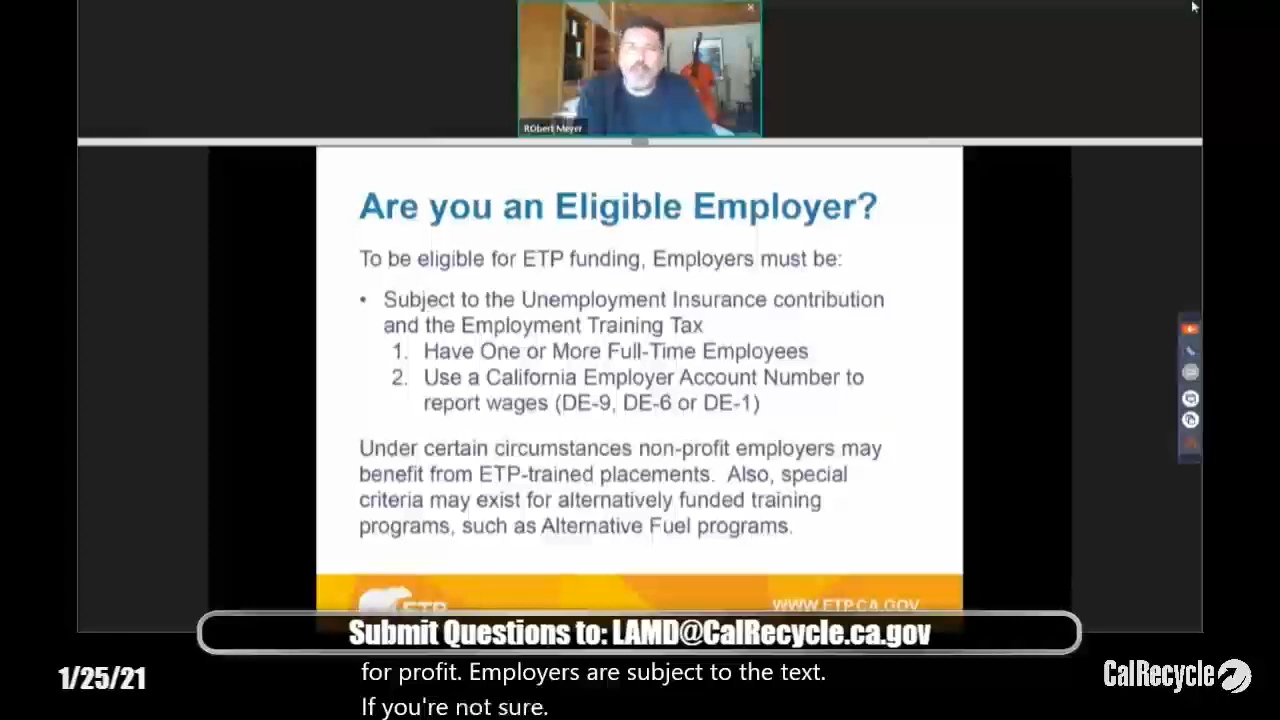 RObert Meyer
Are you an Eligible Employer?
To be eligible for ETP funding, Employers must be:
• Subject to the Unemployment Insurance contribution
and the Employment Training Tax
1. Have One or More Full-Time Employees
2. Use a California Employer Account Number to
report wages (DE-9, DE-6 or DE-1)
Under certain circumstances non-profit employers may
benefit from ETP-trained placements. Also, special
criteria may exist for alternatively funded training
programs, such as Alternative Fuel programs.
ETP
WWW.ETP.CA.GOV
Submit Questions to: LAMD@CalRecycle.ca.gov
for profit. Employers are subject to the text.
If you're not sure.
1/25/21
CalRecycle